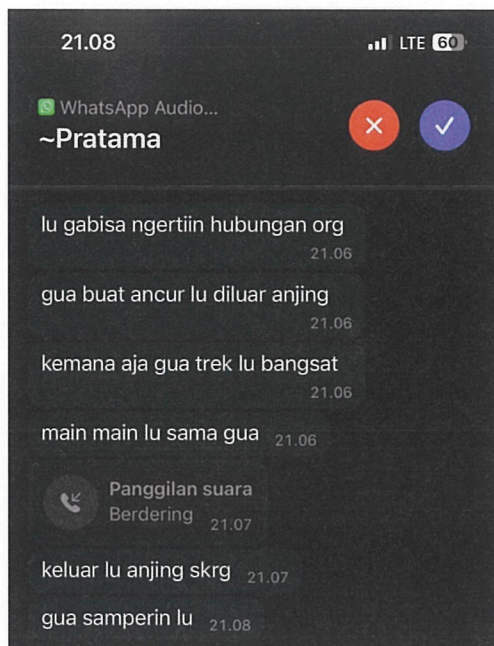 21.08 LTE 60
WhatsApp Audio...
~Pratama
lu gabisa ngertiin hubungan org
21.06
gua buat ancur lu diluar anjing
21.06
kemana aja gua trek lu bangsat
21.06
main main lu sama gua 21.06
Panggilan suara
Berdering 21.07
keluar lu anjing skrg 21.07
gua samperin lu 21.08